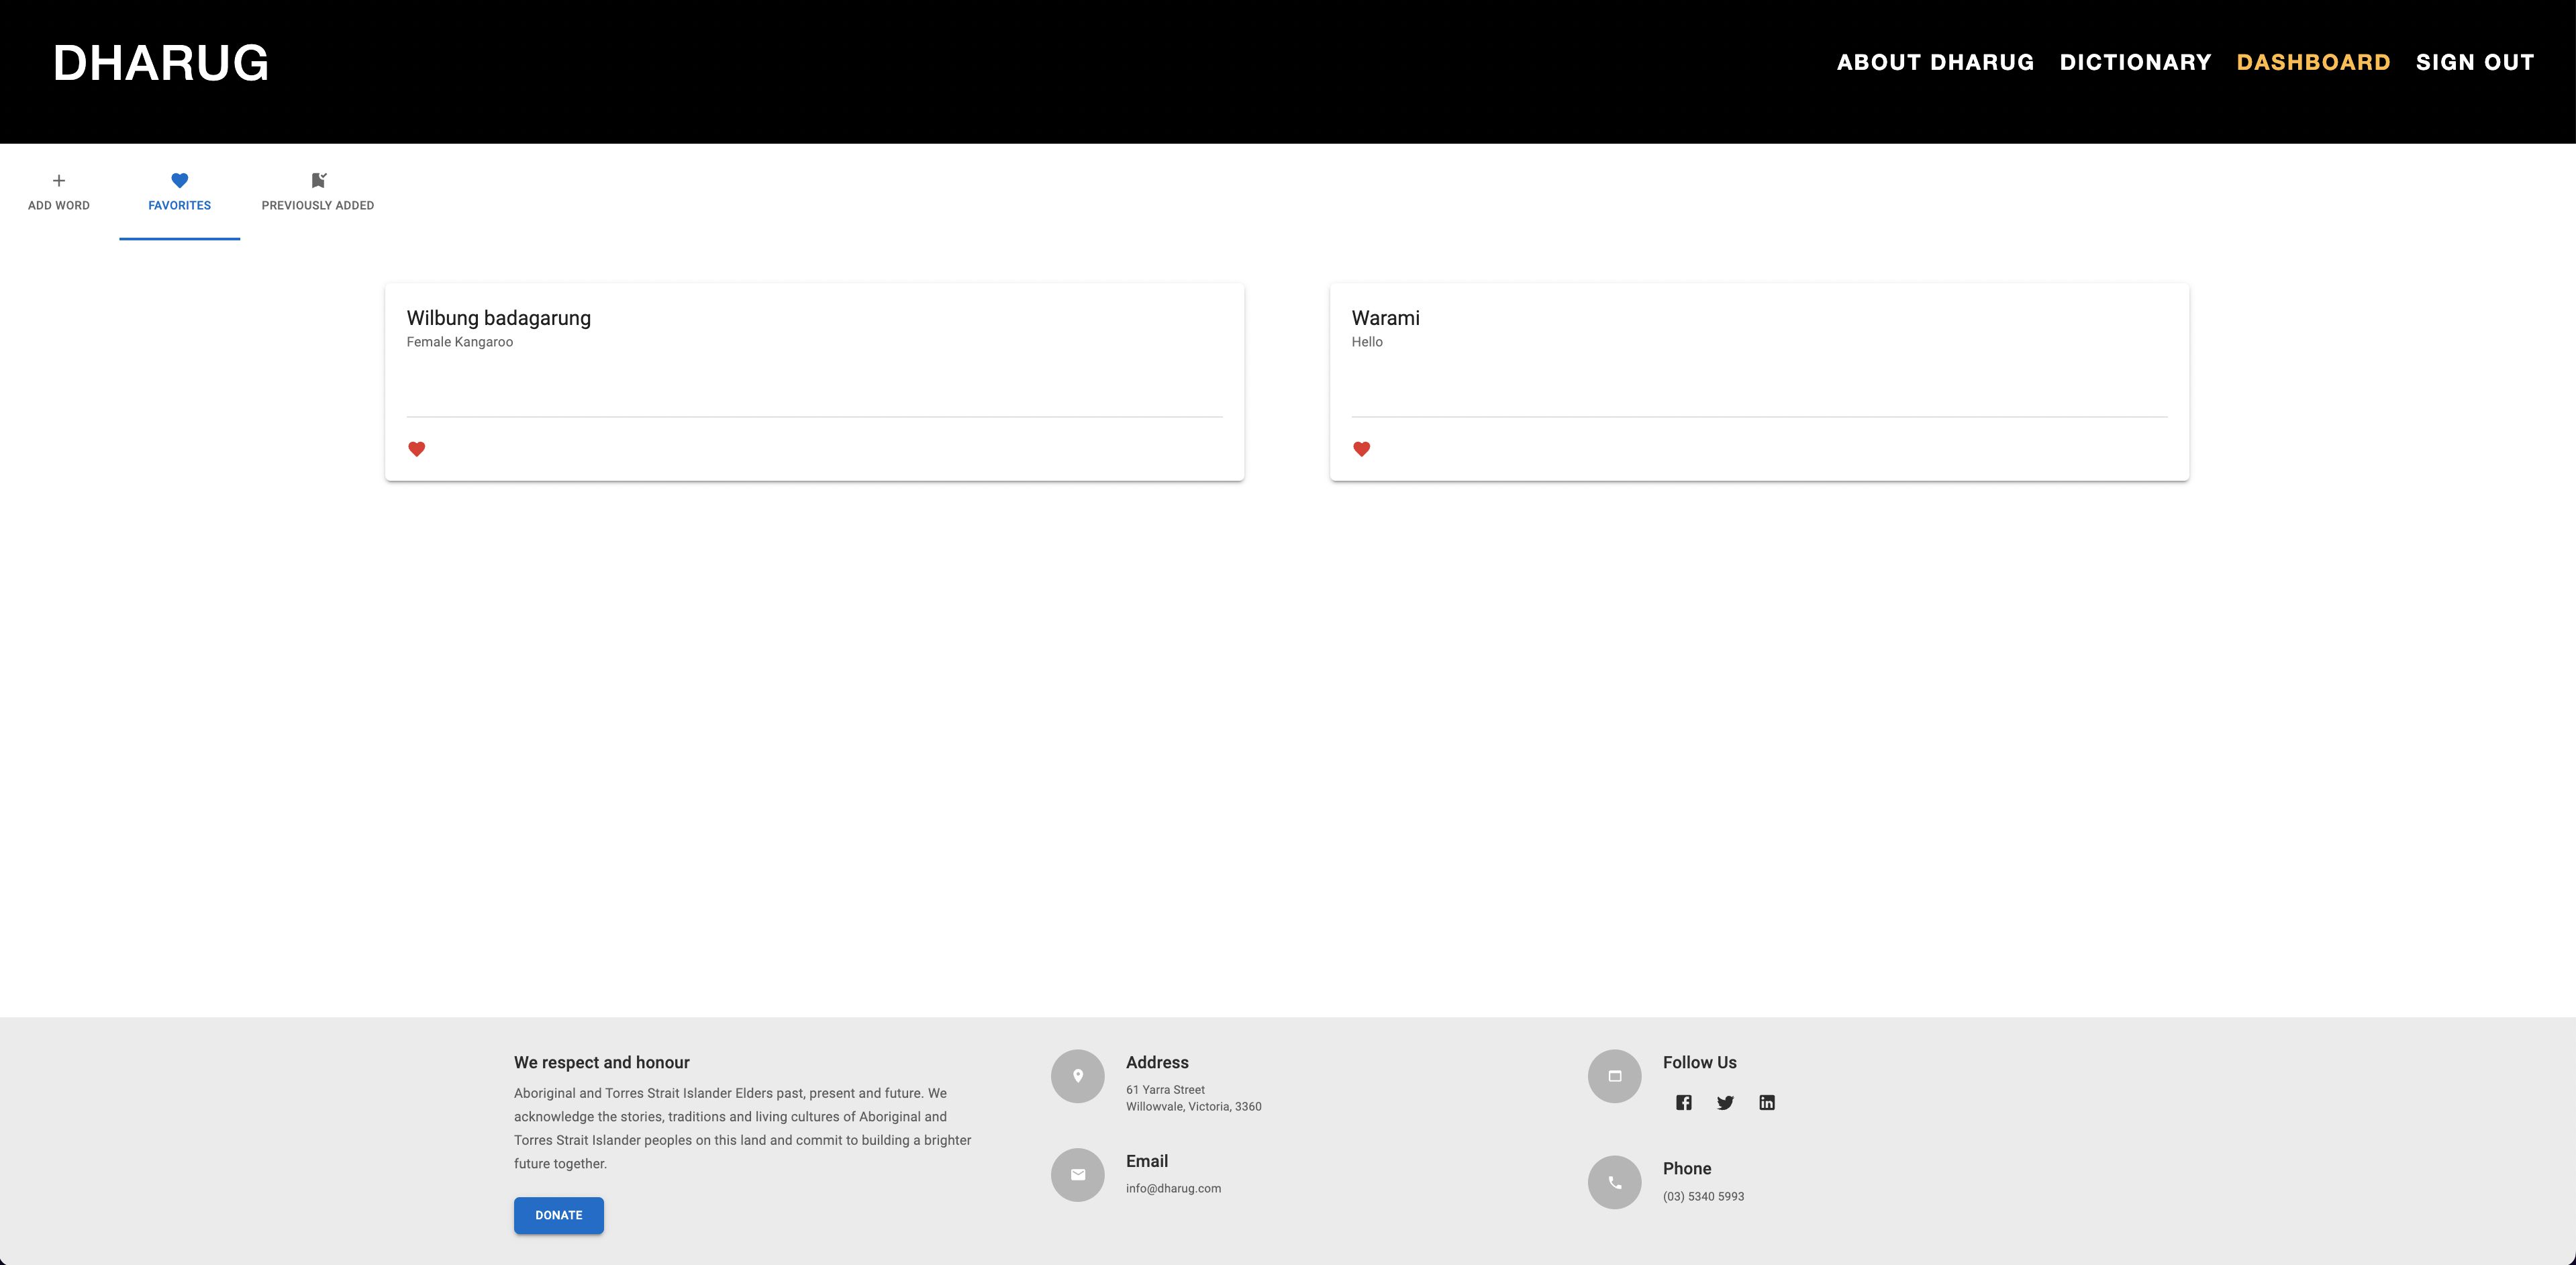 DHARUG
ABOUT DHARUG DICTIONARY DASHBOARD SIGN OUT
ADD WORD FAVORITES PREVIOUSLY ADDED
Wilbung badagarung
Female Kangaroo
Warami
Hello
We respect and honour
Aboriginal and Torres Strait Islander Elders past, present and future. We
acknowledge the stories, traditions and living cultures of Aboriginal and
Torres Strait Islander peoples on this land and commit to building a brighter
future together.
DONATE
Address
61 Yarra Street
Willowvale, Victoria, 3360
Email
info@dharug.com
Follow Us
Phone
(03) 5340 5993